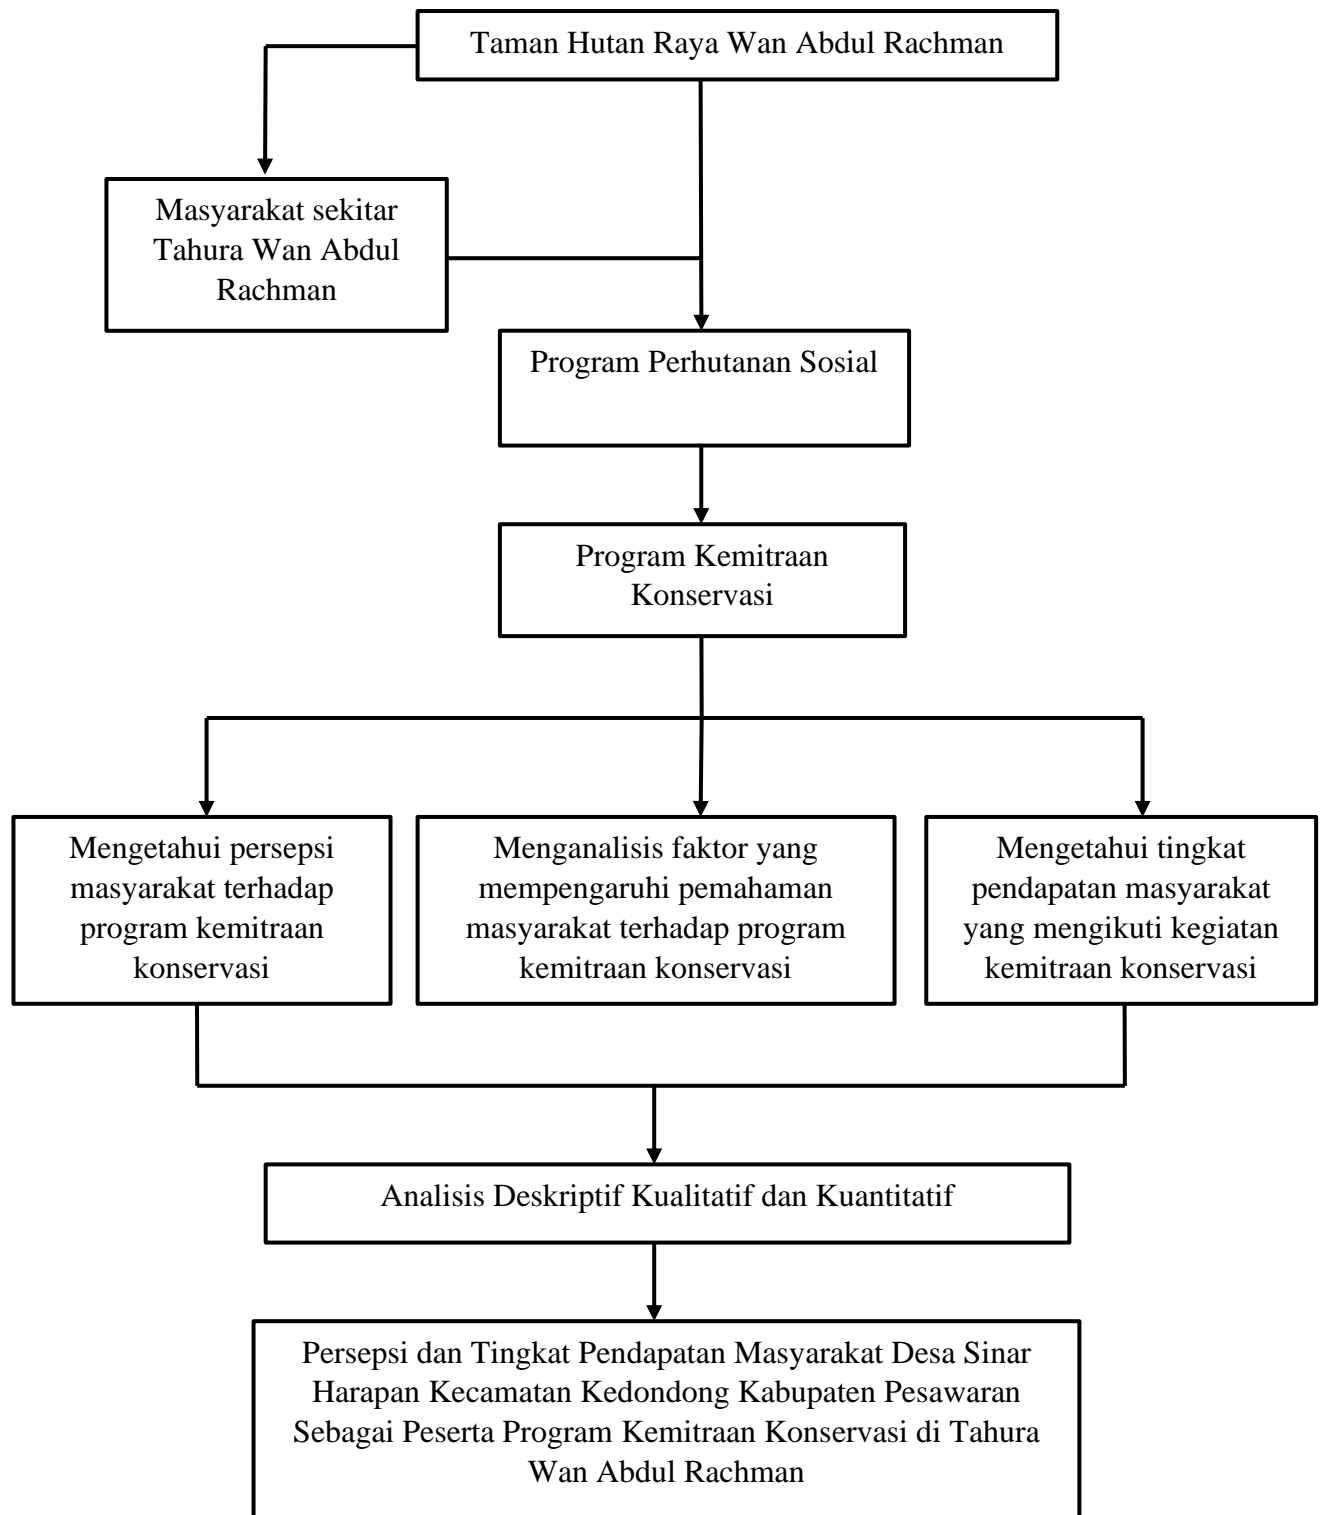 Taman Hutan Raya Wan Abdul Rachman
Masyarakat sekitar
Tahura Wan Abdul
Rachman
Program Perhutanan Sosial
Program Kemitraan
Konservasi
Mengetahui persepsi
masyarakat terhadap
program kemitraan
konservasi
Menganalisis faktor yang
mempengaruhi pemahaman
masyarakat terhadap program
kemitraan konservasi
Mengetahui tingkat
pendapatan masyarakat
yang mengikuti kegiatan
kemitraan konservasi
Analisis Deskriptif Kualitatif dan Kuantitatif
Persepsi dan Tingkat Pendapatan Masyarakat Desa Sinar
Harapan Kecamatan Kedondong Kabupaten Pesawaran
Sebagai Peserta Program Kemitraan Konservasi di Tahura
Wan Abdul Rachman